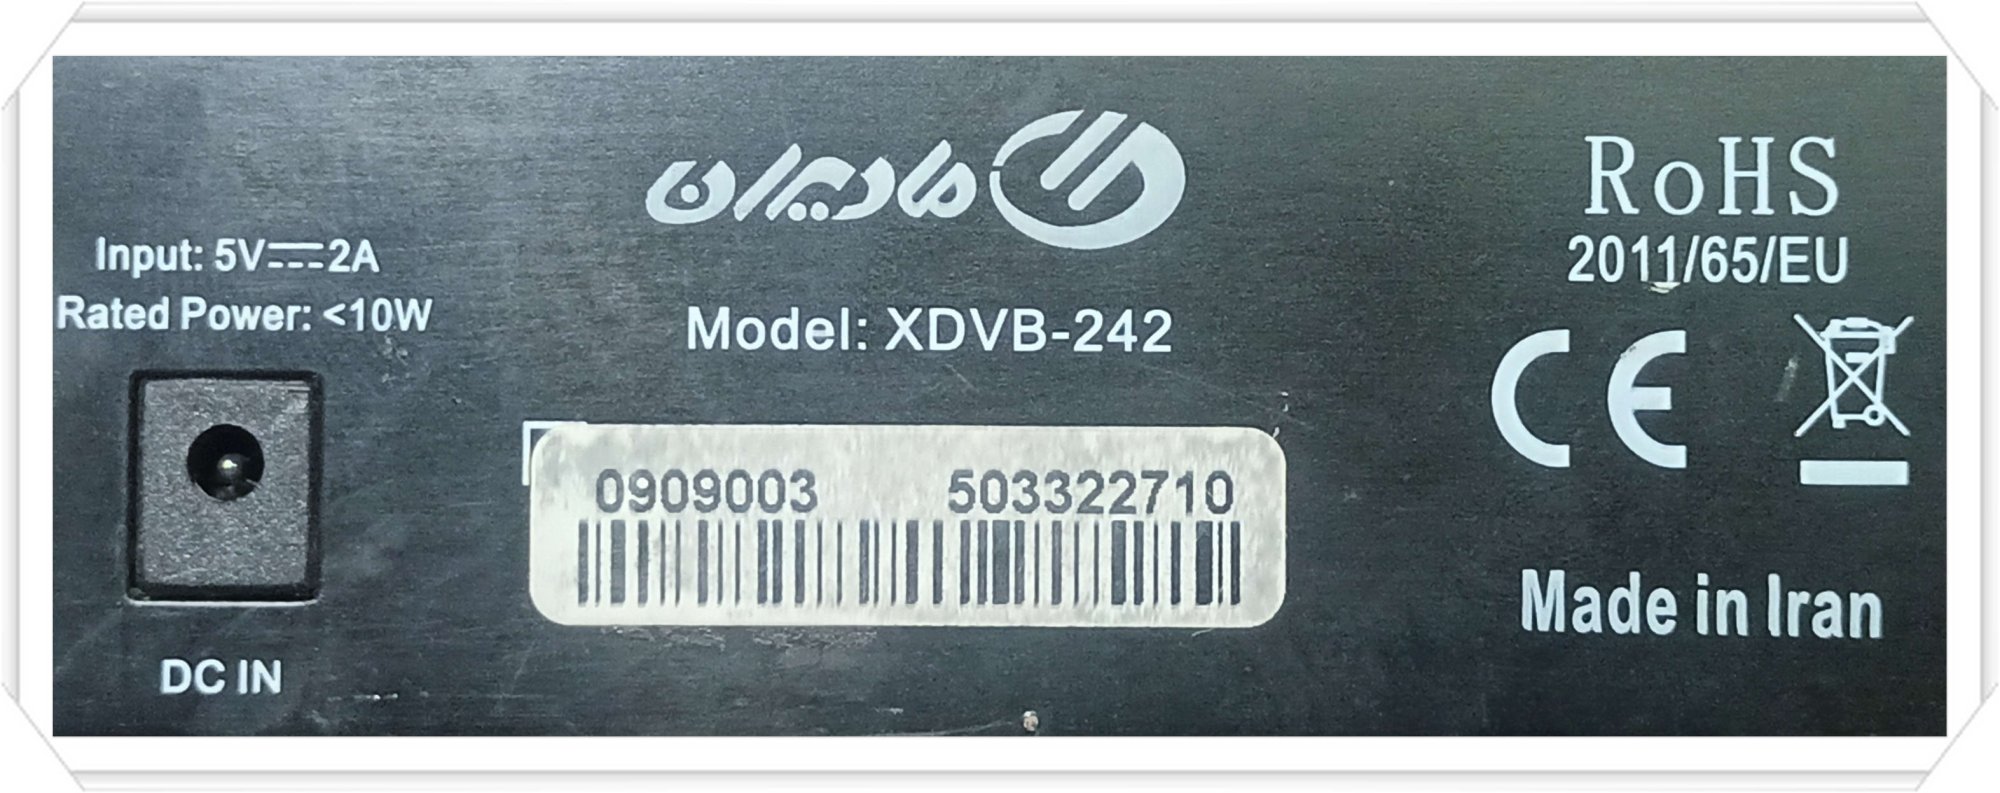 مادیران
Input: 5V⎓2A
Rated Power: <10W
DC IN
Model: XDVB-242
0909003 503322710
RoHS
2011/65/EU
CE
Made in Iran